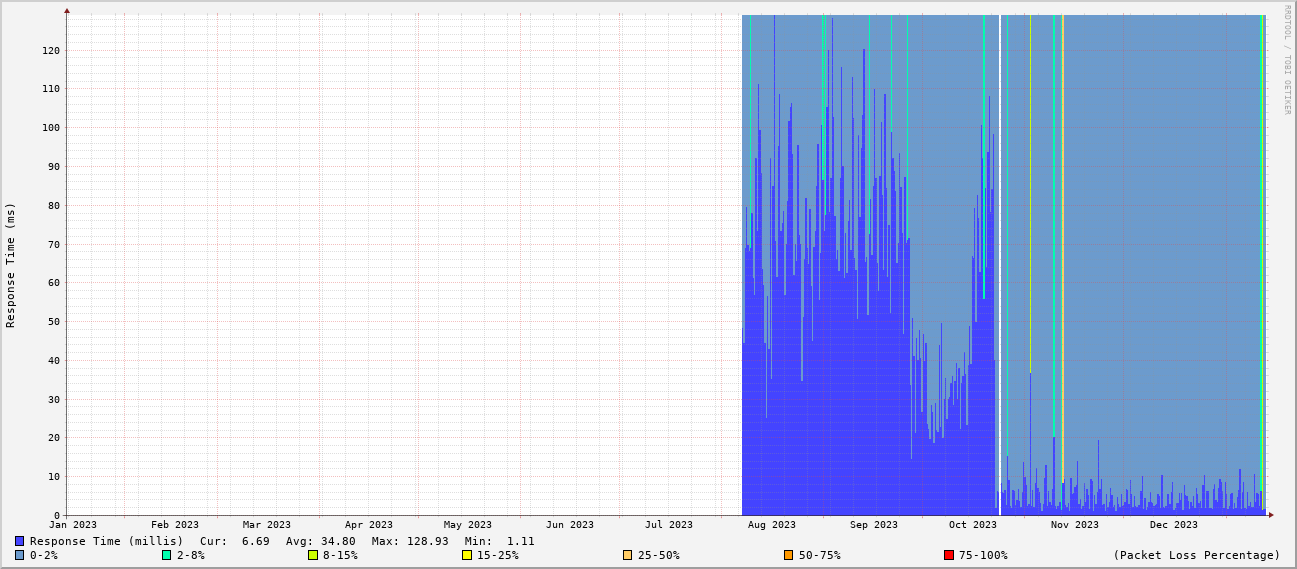 RRDTOOL / TOBI OETIKER
Response Time (ms)
120
110
100
90
80
70
60
50
40
30
20
10
0
Jan 2023 Feb 2023 Mar 2023 Apr 2023 May 2023 Jun 2023 Jul 2023 Aug 2023 Sep 2023 Oct 2023 Nov 2023 Dec 2023
Response Time (millis) Cur: 6.69 Avg: 34.80 Max: 128.93 Min: 1.11
0-2% 2-8% 8-15% 15-25% 25-50% 50-75% 75-100% (Packet Loss Percentage)